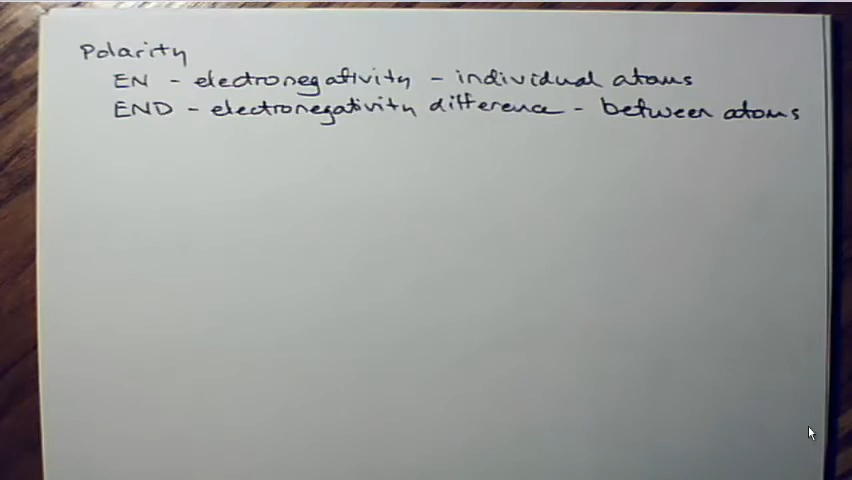 Polarity
EN - electronegativity - individual atoms
END - electronegativity difference - between atoms